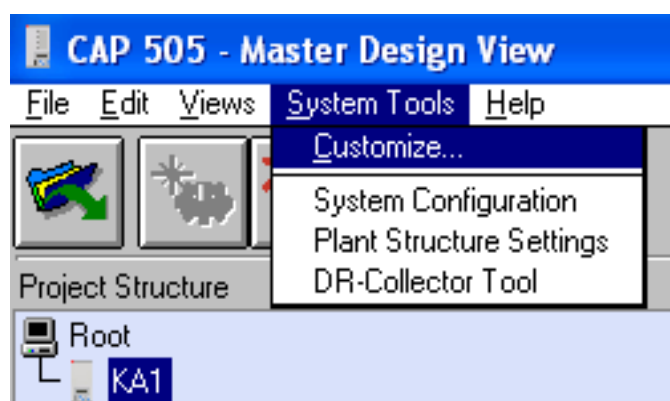 CAP 505 - Master Design View
File Edit Views System Tools Help
Customize...
System Configuration
Plant Structure Settings
DR-Collector Tool
Project Structure
Root
KA1